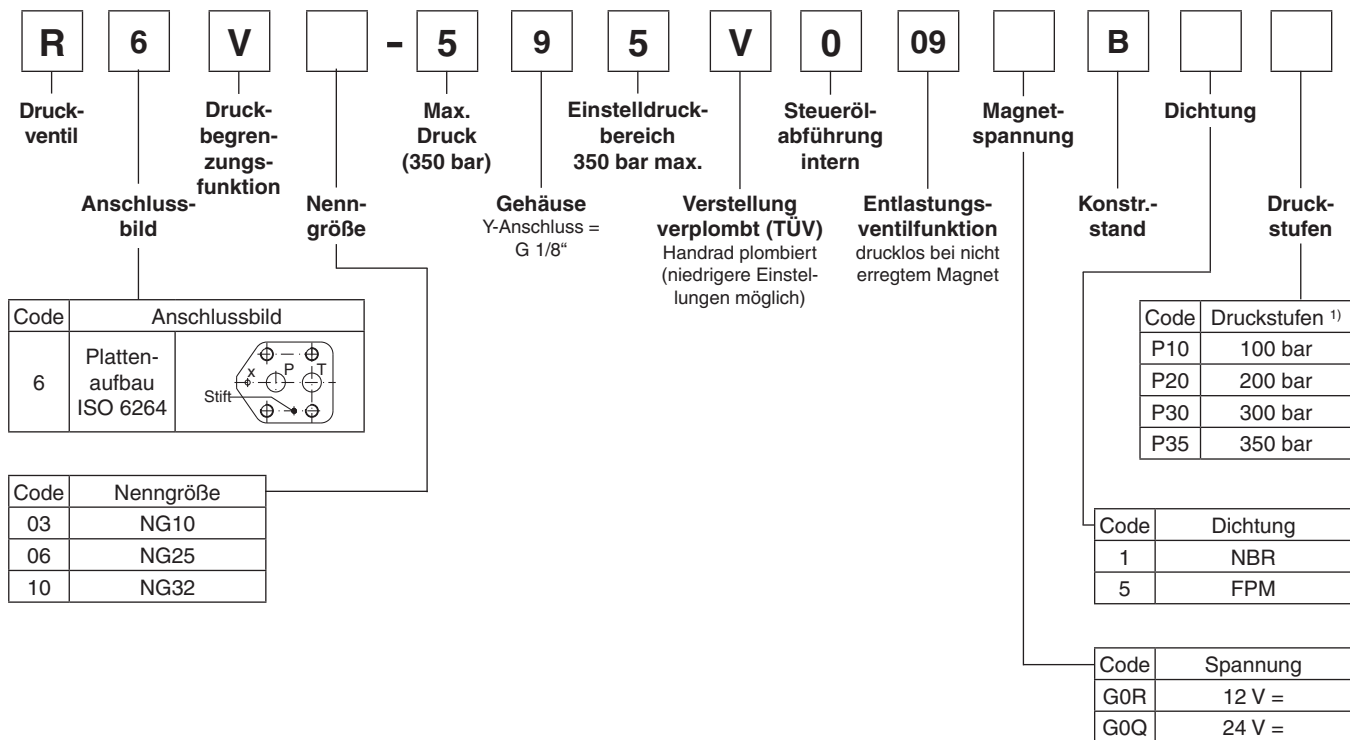 R 6 V - 5 9 5 V 0 09 B
Druck-
ventil
Druck-
begren-
zungs-
funktion
Max.
Druck
(350 bar)
Einstelldruck-
bereich
350 bar max.
Steueröl-
abführung
intern
Magnet-
spannung
Dichtung
Anschluss-
bild
Nenn-
größe
Gehäuse
Y-Anschluss =
G 1/8“
Verstellung
verplombt (TÜV)
Handrad plombiert
(niedrigere Einstel-
lungen möglich)
Entlastungs-
ventilfunktion
drucklos bei nicht
erregtem Magnet
Konstr.-
stand
Druck-
stufen
Code Anschlussbild
6
Platten-
aufbau
ISO 6264
x P T
Stift
Code Nenngröße
03 NG10
06 NG25
10 NG32
Code Druckstufen 1)
P10 100 bar
P20 200 bar
P30 300 bar
P35 350 bar
Code Dichtung
1 NBR
5 FPM
Code Spannung
G0R 12 V =
G0Q 24 V =